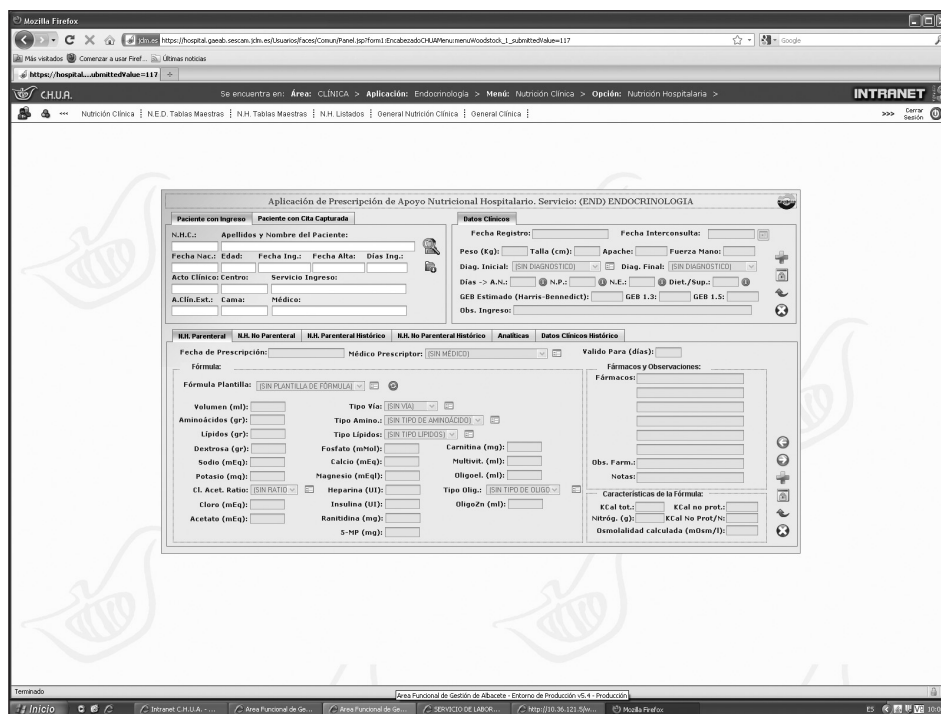 Mozilla Firefox
jclm.es https://hospital.gaeab.sescam.jclm.es/Usuarios/faces/Comun/Panel.jsp?form1:EncabezadoCHUAMenu:menuWoodstock_1_submittedValue=117
Google
Más visitados Comenzar a usar Firef... Últimas noticias
https://hospital....ubmittedValue=117
C.H.U.A. Se encuentra en: Área: CLÍNICA > Aplicación: Endocrinología > Menú: Nutrición Clínica > Opción: Nutrición Hospitalaria > INTRANET
Nutrición Clínica N.E.D. Tablas Maestras N.H. Tablas Maestras N.H. Listados General Nutrición Clínica General Clínica >>> Cerrar Sesión
Aplicación de Prescripción de Apoyo Nutricional Hospitalario. Servicio: (END) ENDOCRINOLOGIA
Paciente con Ingreso Paciente con Cita Capturada
N.H.C.: Apellidos y Nombre del Paciente:
Fecha Nac.: Edad: Fecha Ing.: Fecha Alta: Días Ing.:
Acto Clínico: Centro: Servicio Ingreso:
A.Clín.Ext.: Cama: Médico:
Datos Clínicos
Fecha Registro: Fecha Interconsulta:
Peso (Kg): Talla (cm): Apache: Fuerza Mano:
Diag. Inicial: (SIN DIAGNOSTICO) Diag. Final: (SIN DIAGNOSTICO)
Días -> A.N.: N.P.: N.E.: Diet./Sup.:
GEB Estimado (Harris-Bennedict): GEB 1.3: GEB 1.5:
Obs. Ingreso:
N.H. Parenteral N.H. No Parenteral N.H. Parenteral Histórico N.H. No Parenteral Histórico Analíticas Datos Clínicos Histórico
Fecha de Prescripción: Médico Prescriptor: (SIN MÉDICO) Valido Para (días):
Fórmula:
Fórmula Plantilla: (SIN PLANTILLA DE FÓRMULA)
Volumen (ml): Tipo Vía: (SIN VÍA)
Aminoácidos (gr): Tipo Amino.: (SIN TIPO DE AMINOÁCIDO)
Lípidos (gr): Tipo Lípidos: (SIN TIPO LÍPIDOS)
Dextrosa (gr): Fosfato (mMol): Carnitina (mg):
Sodio (mEq): Calcio (mEq): Multivit. (ml):
Potasio (mq): Magnesio (mEql): Oligoel. (ml):
Cl. Acet. Ratio: (SIN RATIO Heparina (UI): Tipo Olig.: (SIN TIPO DE OLIGO
Cloro (mEq): Insulina (UI): OligoZn (ml):
Acetato (mEq): Ranitidina (mg):
S-MP (mg):
Fármacos y Observaciones:
Fármacos:
Obs. Farm.:
Notas:
Características de la Fórmula:
KCal tot.: KCal no prot.:
Nitróg. (g): KCal No Prot/N:
Osmolalidad calculada (mOsm/l):
Terminado
Area Funcional de Gestión de Albacete - Entorno de Producción v5.4 - Producción
Inicio Intranet C.H.U.A. - ... Area Funcional de Ge... Area Funcional de Ge... SERVICIO DE LABOR... http://10.36.121.5/w... Mozilla Firefox ES